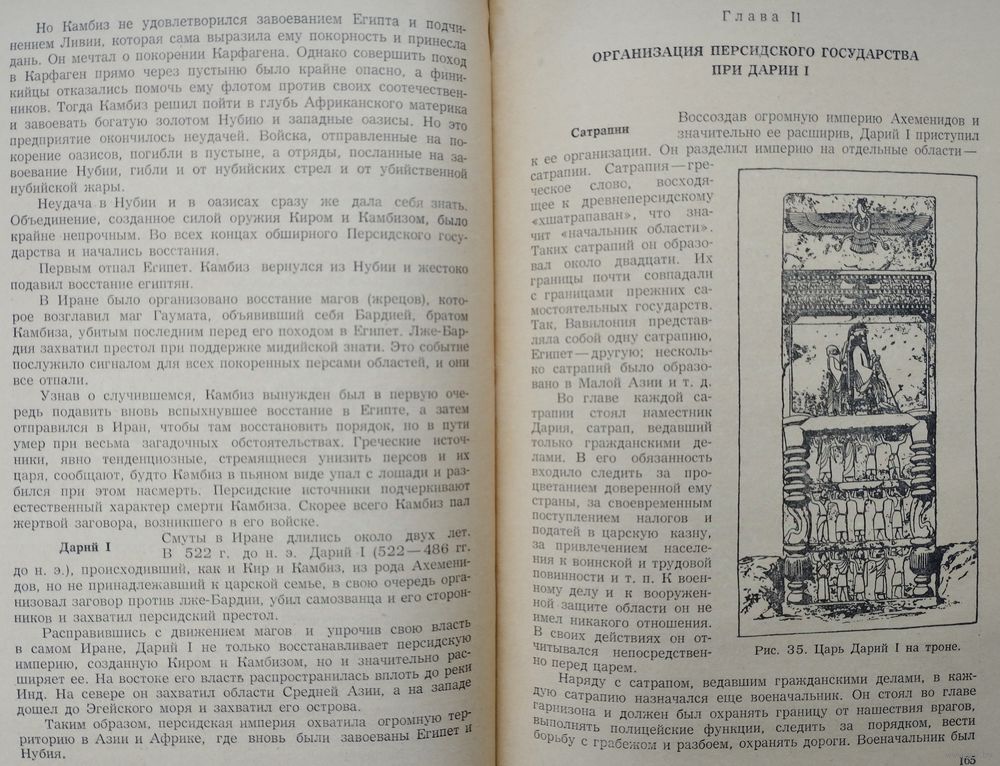 Но Камбиз не удовлетворился завоеванием Египта и подчи-
нением Ливии, которая сама выразила ему покорность и принесла
дань. Он мечтал о покорении Карфагена. Однако совершить поход
в Карфаген прямо через пустыню было крайне опасно, а фини-
кийцы отказались помочь ему флотом против своих соотечествен-
ников. Тогда Камбиз решил пойти в глубь Африканского материка
и завоевать богатую золотом Нубию и западные оазисы. Но это
предприятие окончилось неудачей. Войска, отправленные на по-
корение оазисов, погибли в пустыне, а отряды, посланные на за-
воевание Нубии, гибли и от нубийских стрел и от убийственной
нубийской жары.
Неудача в Нубии и в оазисах сразу же дала себя знать.
Объединение, созданное силой оружия Киром и Камбизом, было
крайне непрочным. Во всех концах обширного Персидского госу-
дарства и начались восстания.
Первым отпал Египет. Камбиз вернулся из Нубии и жестоко
подавил восстание египтян.
В Иране было организовано восстание магов (жрецов), кото-
рое возглавил маг Гаумата, объявивший себя Бардией, братом
Камбиза, убитым последним перед его походом в Египет. Лже-Бар-
дия захватил престол при поддержке мидийской знати. Это событие
послужило сигналом для всех покоренных персами областей, и они
все отпали.
Узнав о случившемся, Камбиз вынужден был в первую оче-
редь подавить вновь вспыхнувшее восстание в Египте, а затем
отправился в Иран, чтобы там восстановить порядок, но в пути
умер при весьма загадочных обстоятельствах. Греческие источ-
ники, явно тенденциозные, стремящиеся унизить персов и их
царя, сообщают, будто Камбиз в пьяном виде упал с лошади и раз-
бился при этом насмерть. Персидские источники подчеркивают
естественный характер смерти Камбиза. Скорее всего Камбиз пал
жертвой заговора, возникшего в его войске.
Дарий I
Смуты в Иране длились около двух лет.
В 522 г. до н. э. Дарий I (522—486 гг.
до н. э.), происходивший, как и Кир и Камбиз, из рода Ахемени-
дов, но не принадлежавший к царской семье, в свою очередь орга-
низовал заговор против лже-Бардии, убил самозванца и его сторон-
ников и захватил персидский престол.
Расправившись с движением магов и упрочив свою власть
в самом Иране, Дарий I не только восстанавливает персидскую
империю, созданную Киром и Камбизом, но и значительно рас-
ширяет ее. На востоке его власть распространилась вплоть до реки
Инд. На севере он захватил области Средней Азии, а на западе
дошел до Эгейского моря и захватил его острова.
Таким образом, персидская империя охватила огромную тер-
риторию в Азии и Африке, где вновь были завоеваны Египет и
Нубия.
Глава II
ОРГАНИЗАЦИЯ ПЕРСИДСКОГО ГОСУДАРСТВА
ПРИ ДАРИИ I
Сатрапии
Воссоздав огромную империю Ахеменидов и
значительно ее расширив, Дарий I приступил
к ее организации. Он разделил империю на отдельные области—
сатрапии. Сатрапия—гре-
ческое слово, восходя-
щее к древнеперсидскому
«хшатрапаван», что зна-
чит «начальник области».
Таких сатрапий он образо-
вал около двадцати. Их
границы почти совпадали
с границами прежних са-
мостоятельных государств.
Так, Вавилония представ-
ляла собой одну сатрапию,
Египет—другую; несколь-
ко сатрапий было образо-
вано в Малой Азии и т. д.
Во главе каждой са-
трапии стоял наместник
Дария, сатрап, ведавший
только гражданскими де-
лами. В его обязанность
входило следить за про-
цветанием доверенной ему
страны, за своевременным
поступлением налогов и
податей в царскую казну,
за привлечением населе-
ния к воинской и трудовой
повинности и т. п. К воен-
ному делу и к вооружен-
ной защите области он не
имел никакого отношения.
В своих действиях он от-
читывался непосредствен-
но перед царем.
Рис. 35. Царь Дарий I на троне.
Наряду с сатрапом, ведавшим гражданскими делами, в каж-
дую сатрапию назначался еще военачальник. Он стоял во главе
гарнизона и должен был охранять границу от нашествия врагов,
выполнять полицейские функции, следить за порядком, вести
борьбу с грабежом и разбоем, охранять дороги. Военачальник был
165